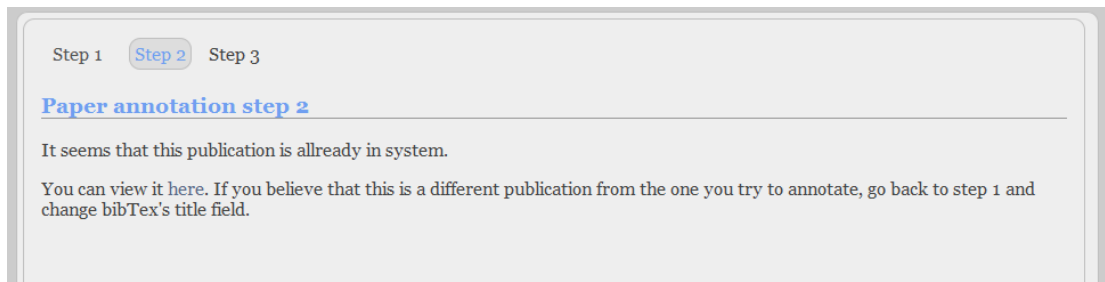 Step 1 Step 2 Step 3
Paper annotation step 2
It seems that this publication is allready in system.
You can view it here. If you believe that this is a different publication from the one you try to annotate, go back to step 1 and
change bibTex's title field.